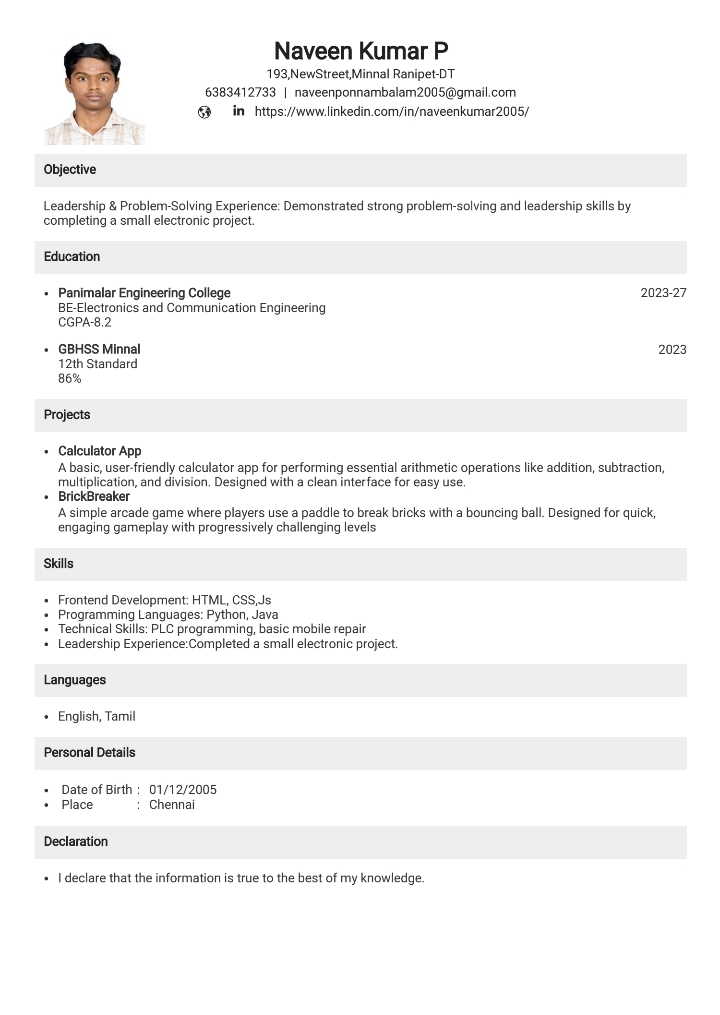 Naveen Kumar P
193,NewStreet,Minnal Ranipet-DT
6383412733 | naveenponnambalam2005@gmail.com
in https://www.linkedin.com/in/naveenkumar2005/
Objective
Leadership & Problem-Solving Experience: Demonstrated strong problem-solving and leadership skills by
completing a small electronic project.
Education
• Panimalar Engineering College 2023-27
BE-Electronics and Communication Engineering
CGPA-8.2
• GBHSS Minnal 2023
12th Standard
86%
Projects
• Calculator App
A basic, user-friendly calculator app for performing essential arithmetic operations like addition, subtraction,
multiplication, and division. Designed with a clean interface for easy use.
• BrickBreaker
A simple arcade game where players use a paddle to break bricks with a bouncing ball. Designed for quick,
engaging gameplay with progressively challenging levels
Skills
• Frontend Development: HTML, CSS,Js
• Programming Languages: Python, Java
• Technical Skills: PLC programming, basic mobile repair
• Leadership Experience:Completed a small electronic project.
Languages
• English, Tamil
Personal Details
• Date of Birth : 01/12/2005
• Place : Chennai
Declaration
• I declare that the information is true to the best of my knowledge.